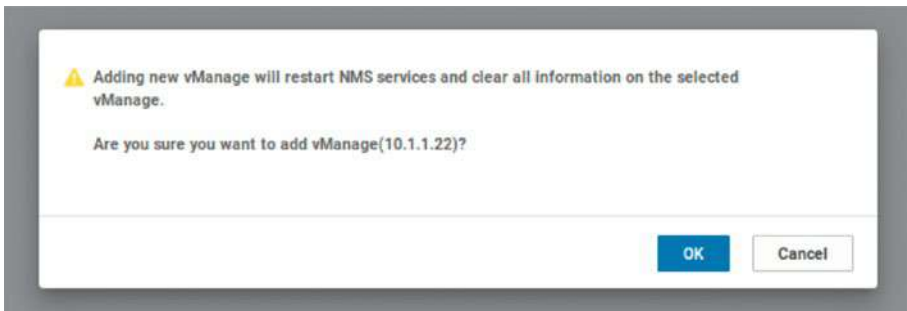 Adding new vManage will restart NMS services and clear all information on the selected
vManage.
Are you sure you want to add vManage(10.1.1.22)?
OK
Cancel